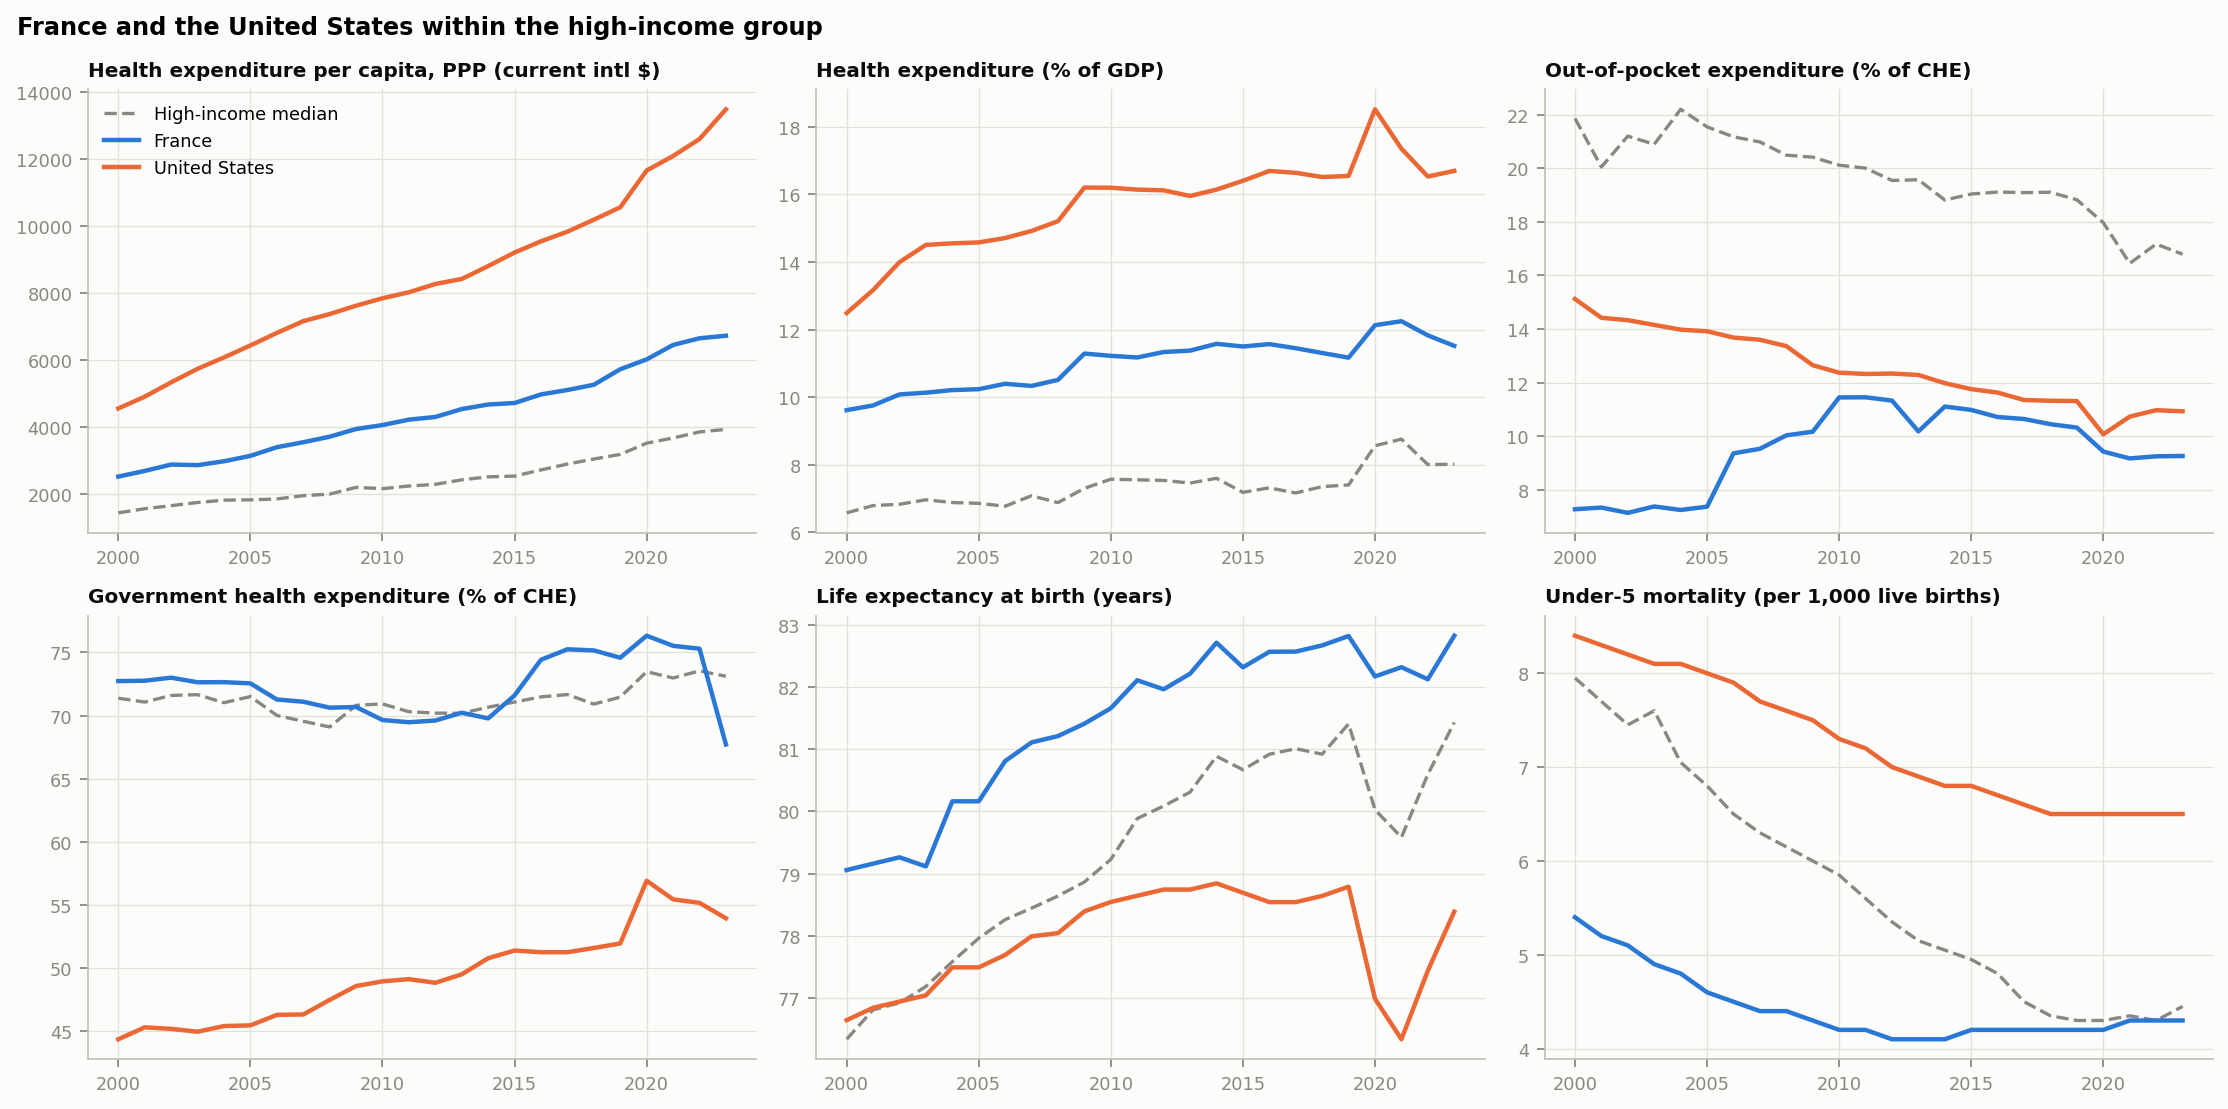 France and the United States within the high-income group
Health expenditure per capita, PPP (current intl $)
14000
12000
10000
8000
6000
4000
2000
High-income median
France
United States
2000 2005 2010 2015 2020
Health expenditure (% of GDP)
18
16
14
12
10
8
6
2000 2005 2010 2015 2020
Out-of-pocket expenditure (% of CHE)
22
20
18
16
14
12
10
8
2000 2005 2010 2015 2020
Government health expenditure (% of CHE)
75
70
65
60
55
50
45
2000 2005 2010 2015 2020
Life expectancy at birth (years)
83
82
81
80
79
78
77
2000 2005 2010 2015 2020
Under-5 mortality (per 1,000 live births)
8
7
6
5
4
2000 2005 2010 2015 2020